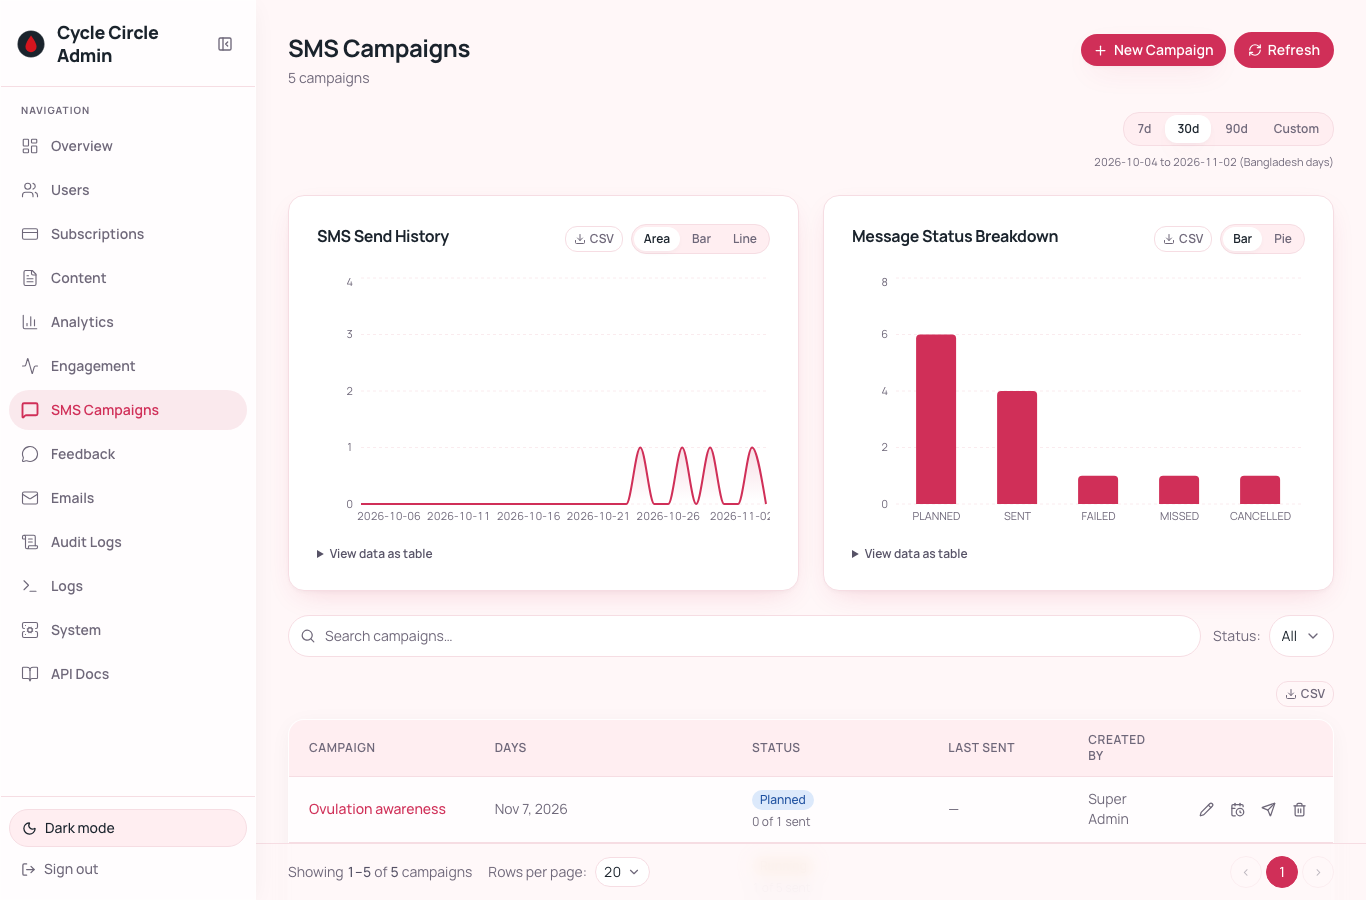 Cycle Circle
Admin
NAVIGATION
Overview
Users
Subscriptions
Content
Analytics
Engagement
SMS Campaigns
Feedback
Emails
Audit Logs
Logs
System
API Docs
Dark mode
Sign out
SMS Campaigns
5 campaigns
New Campaign
Refresh
7d 30d 90d Custom
2026-10-04 to 2026-11-02 (Bangladesh days)
SMS Send History
CSV
Area Bar Line
4
3
2
1
0
2026-10-06 2026-10-11 2026-10-16 2026-10-21 2026-10-26 2026-11-02
View data as table
Message Status Breakdown
CSV
Bar Pie
8
6
4
2
0
PLANNED SENT FAILED MISSED CANCELLED
View data as table
Search campaigns...
Status: All
CSV
CAMPAIGN DAYS STATUS LAST SENT CREATED BY
Ovulation awareness Nov 7, 2026 Planned — Super Admin
0 of 1 sent
Showing 1–5 of 5 campaigns Rows per page: 20
1